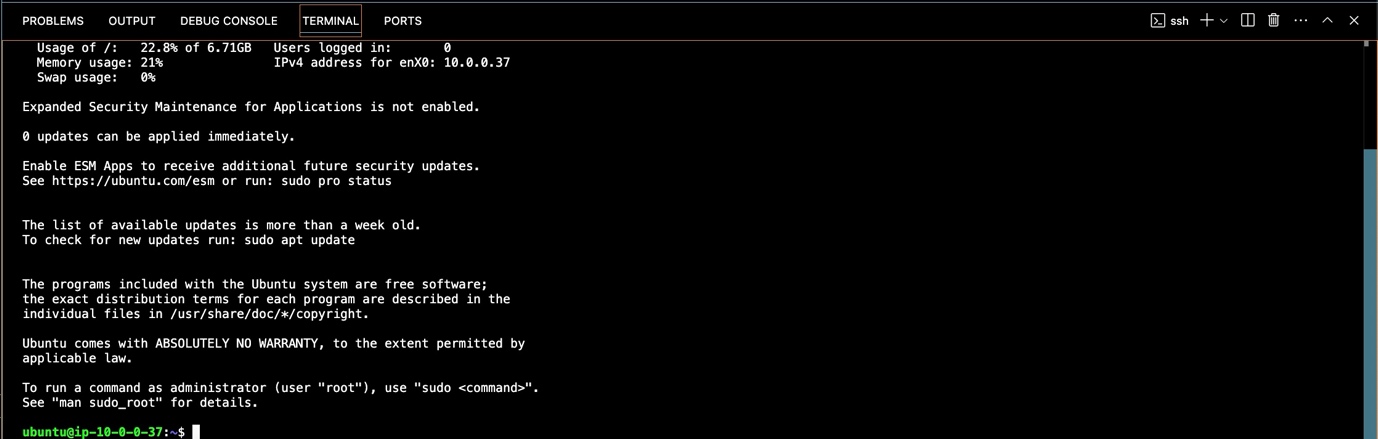 PROBLEMS OUTPUT DEBUG CONSOLE TERMINAL PORTS ssh
Usage of /: 22.8% of 6.71GB Users logged in: 0
Memory usage: 21% IPv4 address for enX0: 10.0.0.37
Swap usage: 0%
Expanded Security Maintenance for Applications is not enabled.
0 updates can be applied immediately.
Enable ESM Apps to receive additional future security updates.
See https://ubuntu.com/esm or run: sudo pro status
The list of available updates is more than a week old.
To check for new updates run: sudo apt update
The programs included with the Ubuntu system are free software;
the exact distribution terms for each program are described in the
individual files in /usr/share/doc/*/copyright.
Ubuntu comes with ABSOLUTELY NO WARRANTY, to the extent permitted by
applicable law.
To run a command as administrator (user "root"), use "sudo <command>".
See "man sudo_root" for details.
ubuntu@ip-10-0-0-37:~$